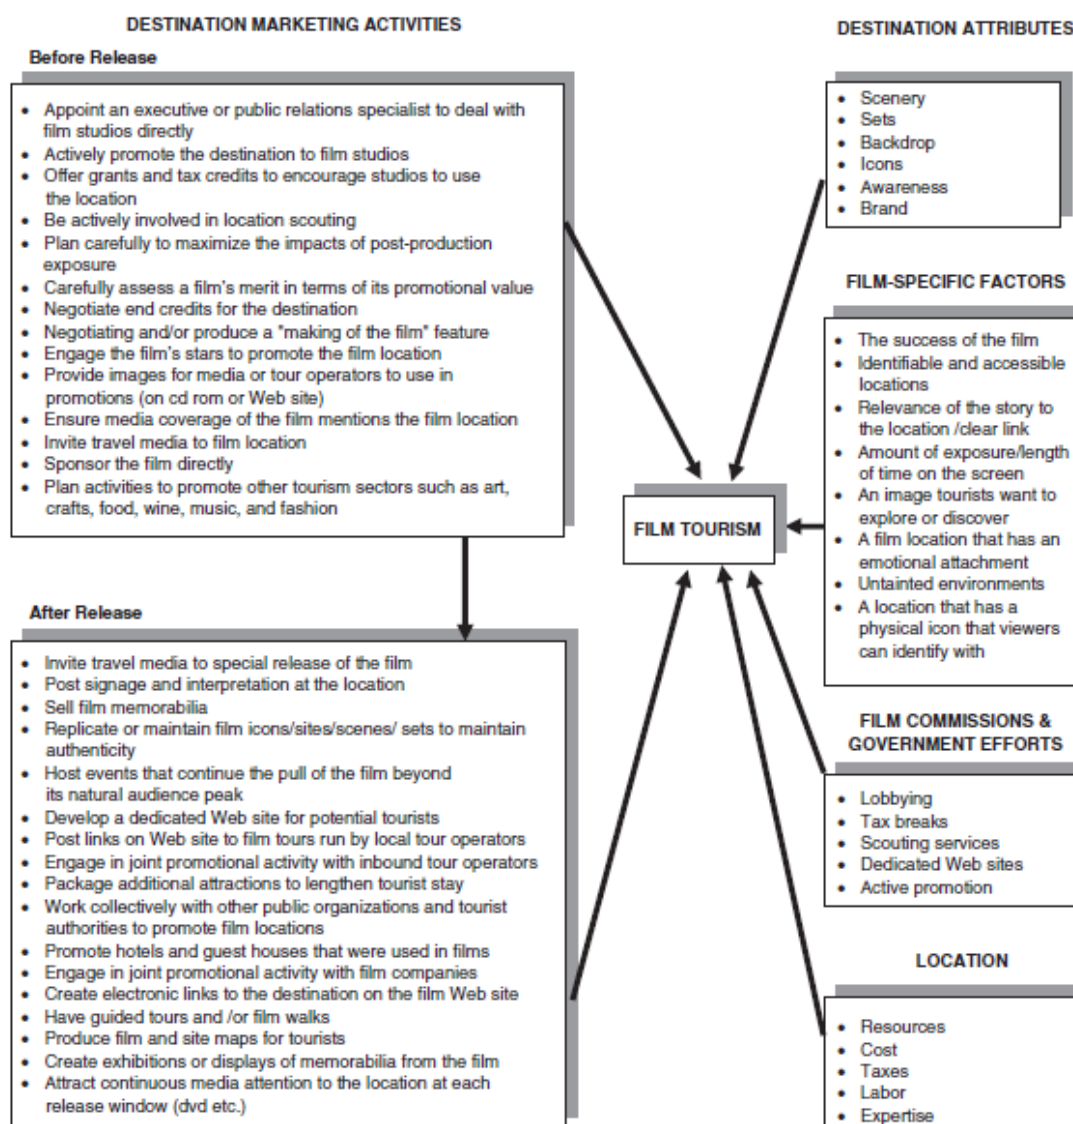 DESTINATION MARKETING ACTIVITIES
Before Release
• Appoint an executive or public relations specialist to deal with
film studios directly
• Actively promote the destination to film studios
• Offer grants and tax credits to encourage studios to use
the location
• Be actively involved in location scouting
• Plan carefully to maximize the impacts of post-production
exposure
• Carefully assess a film's merit in terms of its promotional value
• Negotiate end credits for the destination
• Negotiating and/or produce a "making of the film" feature
• Engage the film's stars to promote the film location
• Provide images for media or tour operators to use in
promotions (on cd rom or Web site)
• Ensure media coverage of the film mentions the film location
• Invite travel media to film location
• Sponsor the film directly
• Plan activities to promote other tourism sectors such as art,
crafts, food, wine, music, and fashion
After Release
• Invite travel media to special release of the film
• Post signage and interpretation at the location
• Sell film memorabilia
• Replicate or maintain film icons/sites/scenes/ sets to maintain
authenticity
• Host events that continue the pull of the film beyond
its natural audience peak
• Develop a dedicated Web site for potential tourists
• Post links on Web site to film tours run by local tour operators
• Engage in joint promotional activity with inbound tour operators
• Package additional attractions to lengthen tourist stay
• Work collectively with other public organizations and tourist
authorities to promote film locations
• Promote hotels and guest houses that were used in films
• Engage in joint promotional activity with film companies
• Create electronic links to the destination on the film Web site
• Have guided tours and /or film walks
• Produce film and site maps for tourists
• Create exhibitions or displays of memorabilia from the film
• Attract continuous media attention to the location at each
release window (dvd etc.)
FILM TOURISM
DESTINATION ATTRIBUTES
• Scenery
• Sets
• Backdrop
• Icons
• Awareness
• Brand
FILM-SPECIFIC FACTORS
• The success of the film
• Identifiable and accessible
locations
• Relevance of the story to
the location /clear link
• Amount of exposure/length
of time on the screen
• An image tourists want to
explore or discover
• A film location that has an
emotional attachment
• Untainted environments
• A location that has a
physical icon that viewers
can identify with
FILM COMMISSIONS &
GOVERNMENT EFFORTS
• Lobbying
• Tax breaks
• Scouting services
• Dedicated Web sites
• Active promotion
LOCATION
• Resources
• Cost
• Taxes
• Labor
• Expertise